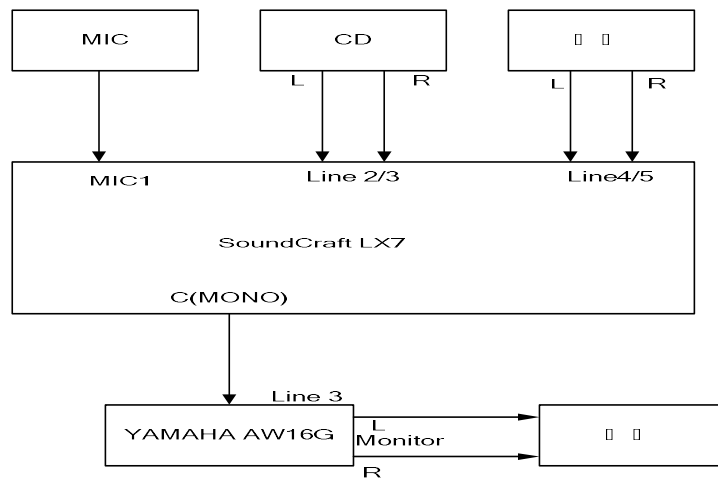 MIC
CD
L
R
L
R
MIC1
Line 2/3
Line4/5
SoundCraft LX7
C(MONO)
Line 3
YAMAHA AW16G
L
Monitor
R